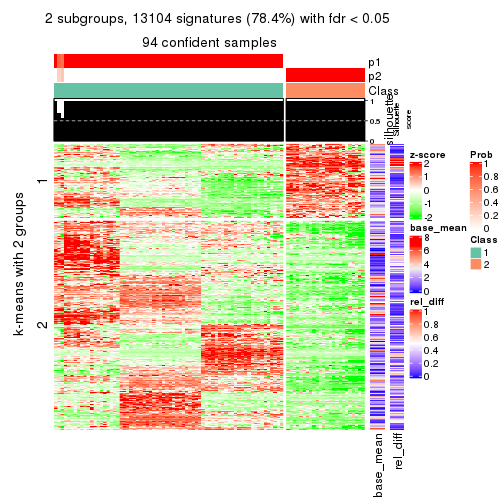 2 subgroups, 13104 signatures (78.4%) with fdr < 0.05
94 confident samples
p1
p2
Class
1
0.5
0
silhouette
Silhouette
score
k-means with 2 groups
1
2
base_mean
rel_diff
z-score
2
1
0
-1
-2
base_mean
8
6
4
2
0
rel_diff
1
0.8
0.6
0.4
0.2
0
Prob
1
0.8
0.6
0.4
0.2
0
Class
1
2